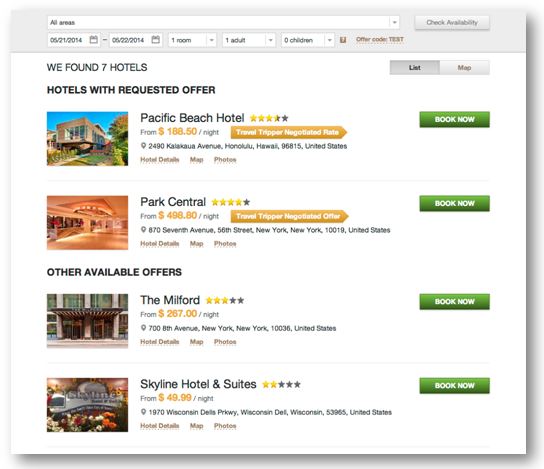 All areas
Check Availability
05/21/2014 – 05/22/2014 1 room 1 adult 0 children ? Offer code: TEST
WE FOUND 7 HOTELS
List Map
HOTELS WITH REQUESTED OFFER
Pacific Beach Hotel
BOOK NOW
From $ 188.50 / night Travel Tripper Negotiated Rate
2490 Kalakaua Avenue, Honolulu, Hawaii, 96815, United States
Hotel Details Map Photos
Park Central
BOOK NOW
From $ 498.80 / night Travel Tripper Negotiated Offer
870 Seventh Avenue, 56th Street, New York, New York, 10019, United States
Hotel Details Map Photos
OTHER AVAILABLE OFFERS
The Milford
BOOK NOW
From $ 267.00 / night
700 8th Avenue, New York, New York, 10036, United States
Hotel Details Map Photos
Skyline Hotel & Suites
BOOK NOW
From $ 49.99 / night
1970 Wisconsin Dells Prkwy, Wisconsin Dell, Wisconsin, 53965, United States
Hotel Details Map Photos
Skyline